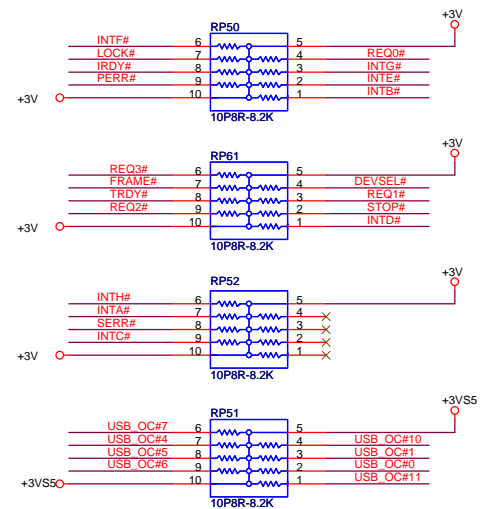 RP50
+3V
INTF# 6 5
LOCK# 7 4 REQ0#
IRDY# 8 3 INTG#
PERR# 9 2 INTE#
+3V 10 1 INTB#
10P8R-8.2K
RP61
+3V
REQ3# 6 5
FRAME# 7 4 DEVSEL#
TRDY# 8 3 REQ1#
REQ2# 9 2 STOP#
+3V 10 1 INTD#
10P8R-8.2K
RP52
+3V
INTH# 6 5
INTA# 7 4
SERR# 8 3
INTC# 9 2
+3V 10 1
10P8R-8.2K
RP51
+3VS5
USB_OC#7 6 5
USB_OC#4 7 4 USB_OC#10
USB_OC#5 8 3 USB_OC#1
USB_OC#6 9 2 USB_OC#0
+3VS5 10 1 USB_OC#11
10P8R-8.2K